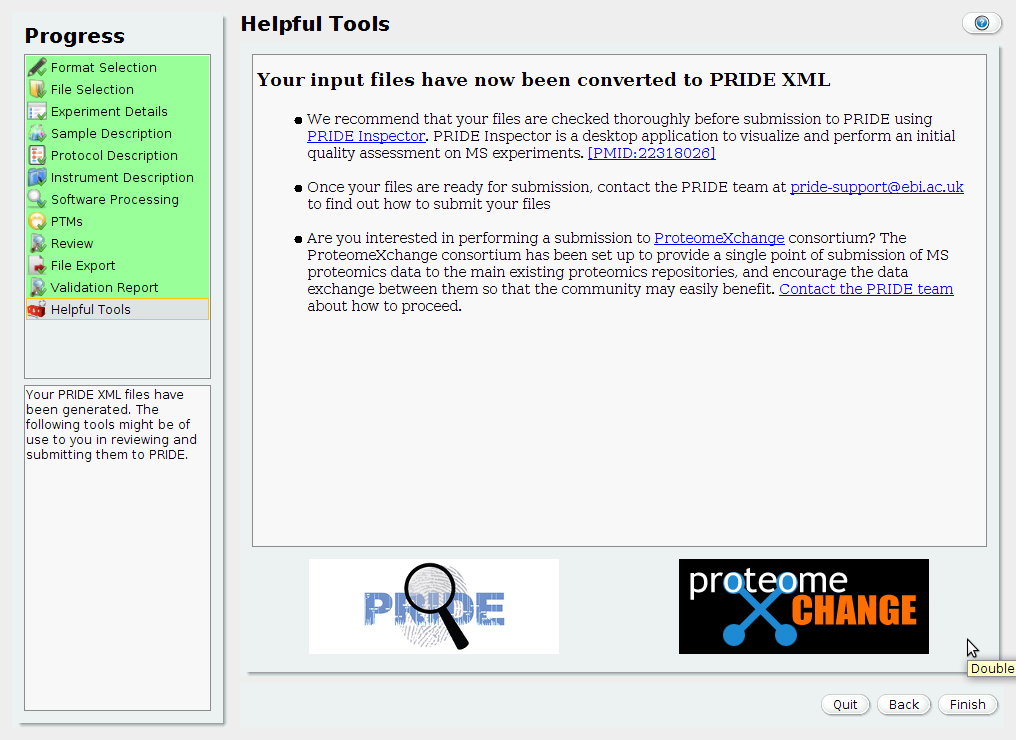 Progress
Format Selection
File Selection
Experiment Details
Sample Description
Protocol Description
Instrument Description
Software Processing
PTMs
Review
File Export
Validation Report
Helpful Tools
Your PRIDE XML files have
been generated. The
following tools might be of
use to you in reviewing and
submitting them to PRIDE.
Helpful Tools
Your input files have now been converted to PRIDE XML
We recommend that your files are checked thoroughly before submission to PRIDE using
PRIDE Inspector. PRIDE Inspector is a desktop application to visualize and perform an initial
quality assessment on MS experiments. [PMID:22318026]
Once your files are ready for submission, contact the PRIDE team at pride-support@ebi.ac.uk
to find out how to submit your files
Are you interested in performing a submission to ProteomeXchange consortium? The
ProteomeXchange consortium has been set up to provide a single point of submission of MS
proteomics data to the main existing proteomics repositories, and encourage the data
exchange between them so that the community may easily benefit. Contact the PRIDE team
about how to proceed.
PRIDE
proteome
XCHANGE
Double
Quit Back Finish